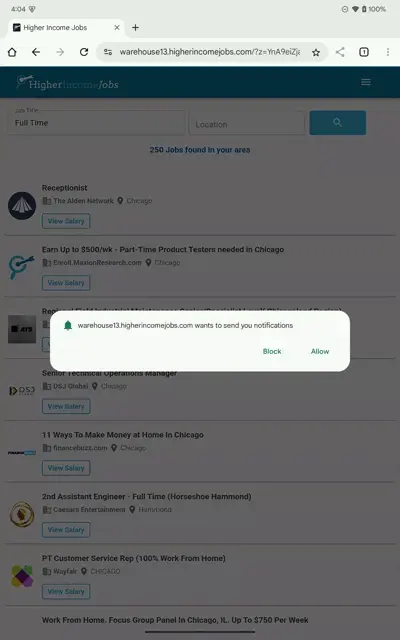 4:04
100%
Higher Income Jobs
warehouse13.higherincomejobs.com/?z=YnA9eiZj
1
HigherIncomeJobs
Job Title
Full Time
Location
250 Jobs found in your area
Receptionist
The Alden Network Chicago
View Salary
Earn Up to $500/wk - Part-Time Product Testers needed in Chicago
Enroll.MaxionResearch.com Chicago
View Salary
ATS
warehouse13.higherincomejobs.com wants to send you notifications
Block Allow
Senior Technical Operations Manager
DSJ
DSJ Global Chicago
View Salary
11 Ways To Make Money at Home In Chicago
financebuzz.com Chicago
View Salary
2nd Assistant Engineer - Full Time (Horseshoe Hammond)
Caesars Entertainment Hammond
View Salary
PT Customer Service Rep (100% Work From Home)
Wayfair CHICAGO
View Salary
Work From Home. Focus Group Panel In Chicago, IL. Up To $750 Per Week